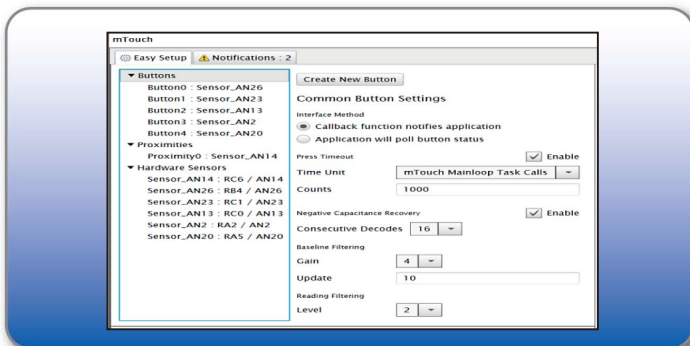 mTouch
Easy Setup
Notifications : 2
Buttons
Button0 : Sensor_AN26
Button1 : Sensor_AN23
Button2 : Sensor_AN13
Button3 : Sensor_AN2
Button4 : Sensor_AN20
Proximities
Proximity0 : Sensor_AN14
Hardware Sensors
Sensor_AN14 : RC6 / AN14
Sensor_AN26 : RB4 / AN26
Sensor_AN23 : RC1 / AN23
Sensor_AN13 : RC0 / AN13
Sensor_AN2 : RA2 / AN2
Sensor_AN20 : RA5 / AN20
Create New Button
Common Button Settings
Interface Method
Callback function notifies application
Application will poll button status
Press Timeout Enable
Time Unit mTouch Mainloop Task Calls
Counts 1000
Negative Capacitance Recovery Enable
Consecutive Decodes 16
Baseline Filtering
Gain 4
Update 10
Reading Filtering
Level 2